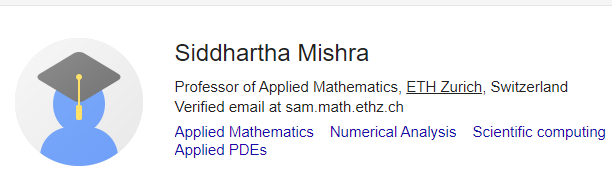 Siddhartha Mishra
Professor of Applied Mathematics, ETH Zurich, Switzerland
Verified email at sam.math.ethz.ch
Applied Mathematics Numerical Analysis Scientific computing
Applied PDEs